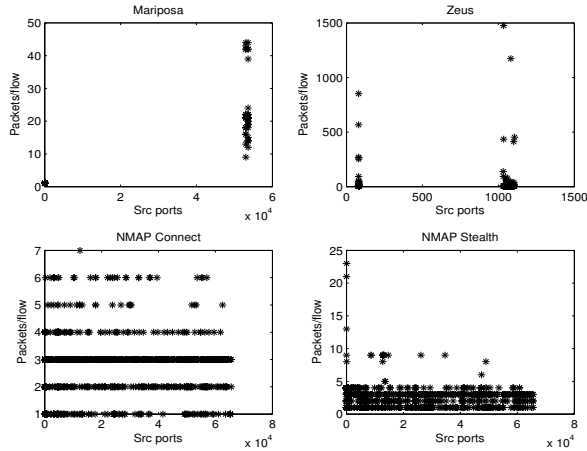 Mariposa
Packets/flow
50
40
30
20
10
0
0 2 4 6
x 10^4
Src ports
Zeus
Packets/flow
1500
1000
500
0
0 500 1000 1500
Src ports
NMAP Connect
Packets/flow
7
6
5
4
3
2
1
0 2 4 6 8
x 10^4
Src ports
NMAP Stealth
Packets/flow
25
20
15
10
5
0
0 2 4 6 8
x 10^4
Src ports